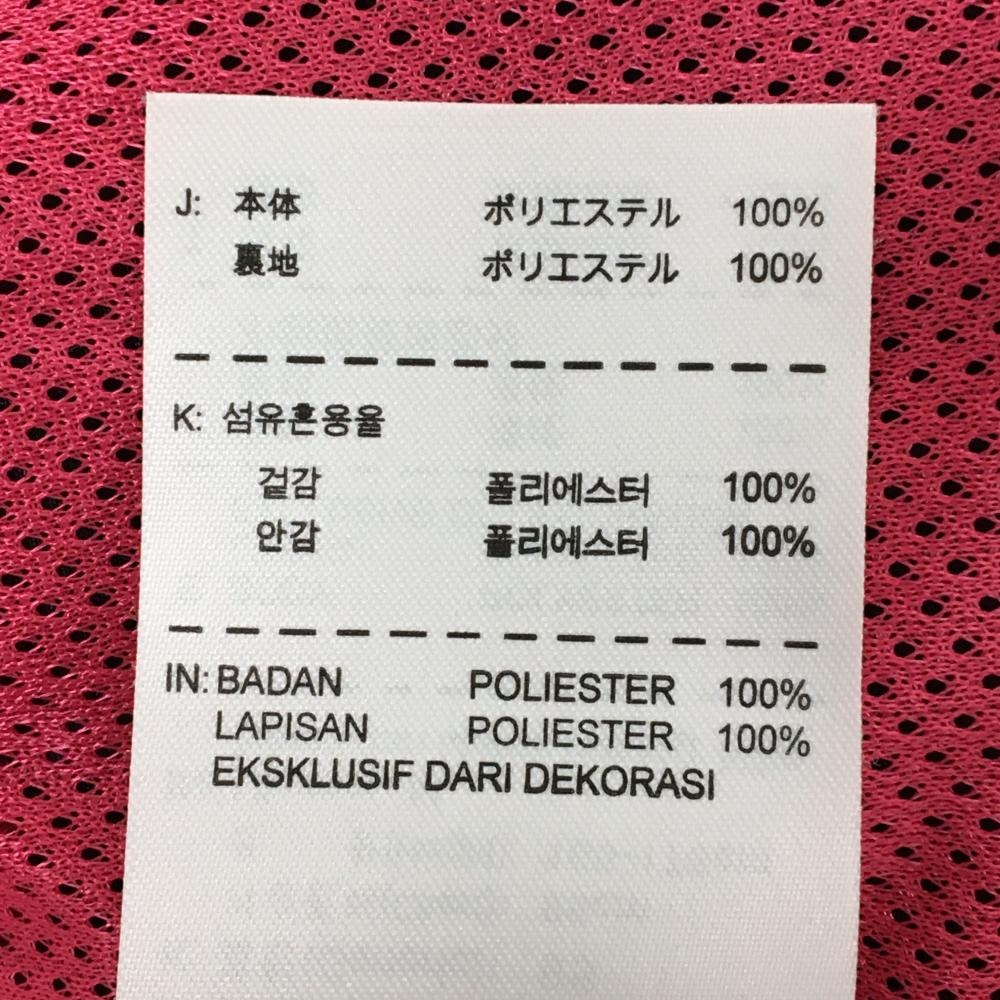 J: 本体 ポリエステル 100%
裏地 ポリエステル 100%
K: 섬유혼용율
겉감 폴리에스터 100%
안감 폴리에스터 100%
IN: BADAN POLIESTER 100%
LAPISAN POLIESTER 100%
EKSKLUSIF DARI DEKORASI